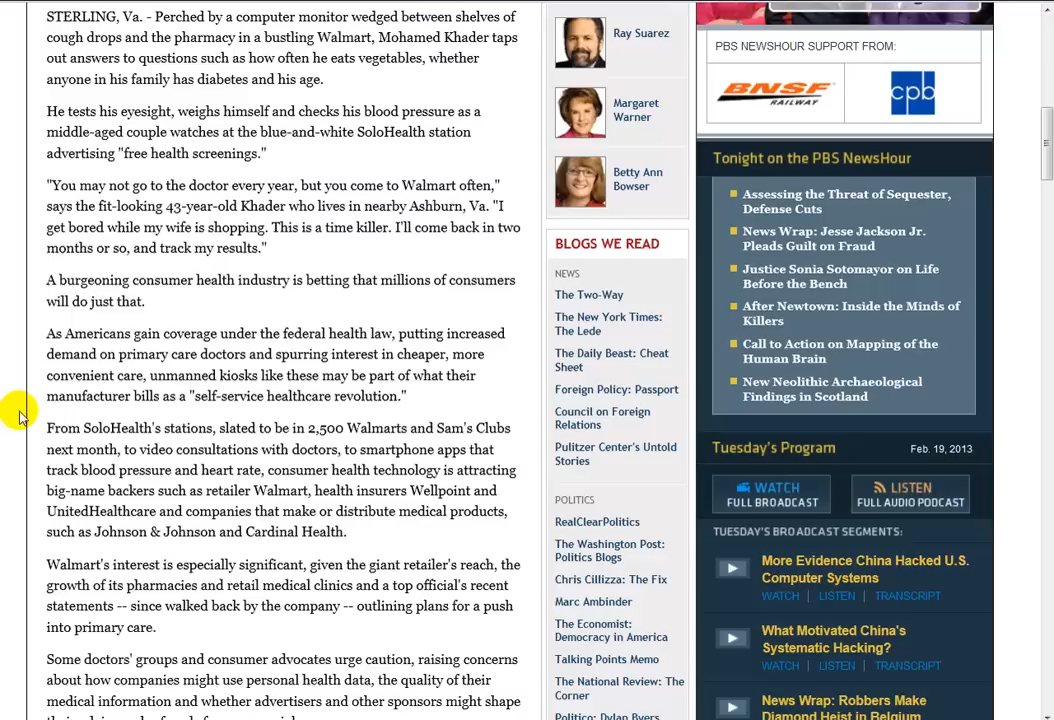 STERLING, Va. - Perched by a computer monitor wedged between shelves of
cough drops and the pharmacy in a bustling Walmart, Mohamed Khader taps
out answers to questions such as how often he eats vegetables, whether
anyone in his family has diabetes and his age.
He tests his eyesight, weighs himself and checks his blood pressure as a
middle-aged couple watches at the blue-and-white SoloHealth station
advertising "free health screenings."
"You may not go to the doctor every year, but you come to Walmart often,"
says the fit-looking 43-year-old Khader who lives in nearby Ashburn, Va. "I
get bored while my wife is shopping. This is a time killer. I'll come back in two
months or so, and track my results."
A burgeoning consumer health industry is betting that millions of consumers
will do just that.
As Americans gain coverage under the federal health law, putting increased
demand on primary care doctors and spurring interest in cheaper, more
convenient care, unmanned kiosks like these may be part of what their
manufacturer bills as a "self-service healthcare revolution."
From SoloHealth's stations, slated to be in 2,500 Walmarts and Sam's Clubs
next month, to video consultations with doctors, to smartphone apps that
track blood pressure and heart rate, consumer health technology is attracting
big-name backers such as retailer Walmart, health insurers Wellpoint and
UnitedHealthcare and companies that make or distribute medical products,
such as Johnson & Johnson and Cardinal Health.
Walmart's interest is especially significant, given the giant retailer's reach, the
growth of its pharmacies and retail medical clinics and a top official's recent
statements -- since walked back by the company -- outlining plans for a push
into primary care.
Some doctors' groups and consumer advocates urge caution, raising concerns
about how companies might use personal health data, the quality of their
medical information and whether advertisers and other sponsors might shape
Ray Suarez
Margaret
Warner
Betty Ann
Bowser
BLOGS WE READ
NEWS
The Two-Way
The New York Times:
The Lede
The Daily Beast: Cheat
Sheet
Foreign Policy: Passport
Council on Foreign
Relations
Pulitzer Center's Untold
Stories
POLITICS
RealClearPolitics
The Washington Post:
Politics Blogs
Chris Cillizza: The Fix
Marc Ambinder
The Economist:
Democracy in America
Talking Points Memo
The National Review: The
Corner
Politico: Dylan Byers
PBS NEWSHOUR SUPPORT FROM:
BNSF
RAILWAY
cpb
Tonight on the PBS NewsHour
Assessing the Threat of Sequester,
Defense Cuts
News Wrap: Jesse Jackson Jr.
Pleads Guilt on Fraud
Justice Sonia Sotomayor on Life
Before the Bench
After Newtown: Inside the Minds of
Killers
Call to Action on Mapping of the
Human Brain
New Neolithic Archaeological
Findings in Scotland
Tuesday's Program Feb. 19, 2013
WATCH
FULL BROADCAST
LISTEN
FULL AUDIO PODCAST
TUESDAY'S BROADCAST SEGMENTS:
More Evidence China Hacked U.S.
Computer Systems
WATCH | LISTEN | TRANSCRIPT
What Motivated China's
Systematic Hacking?
WATCH | LISTEN | TRANSCRIPT
News Wrap: Robbers Make
Diamond Heist in Belgium